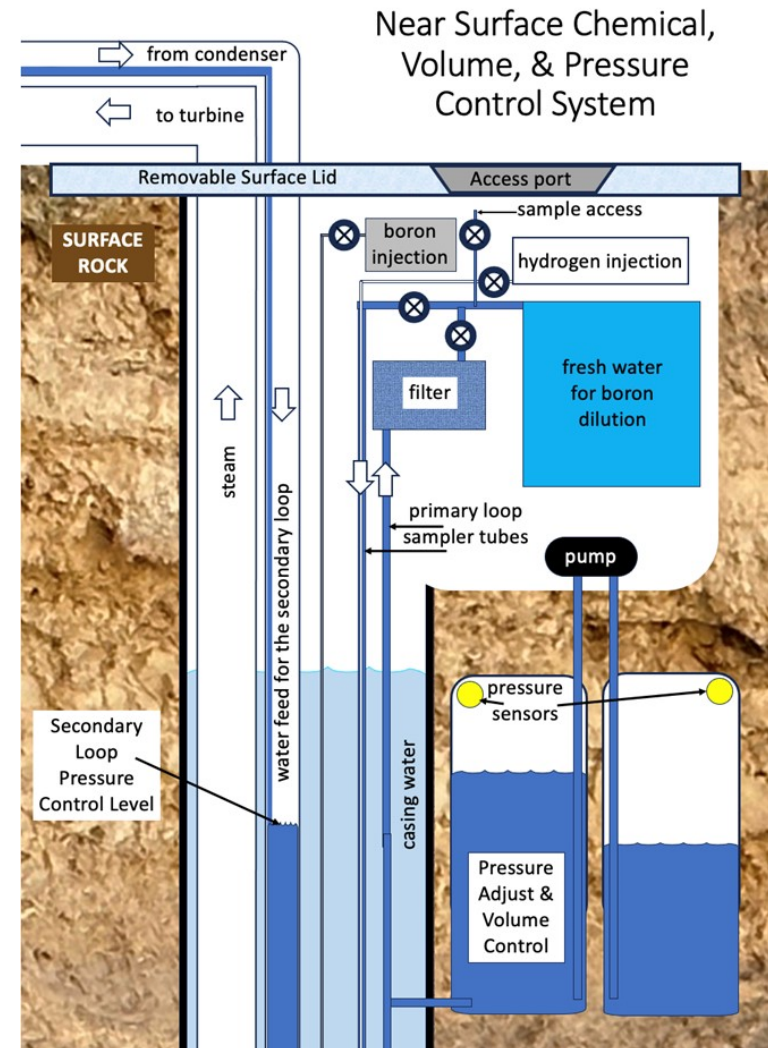 Near Surface Chemical,
Volume, & Pressure
Control System
from condenser
to turbine
Removable Surface Lid
Access port
sample access
SURFACE
ROCK
boron
injection
hydrogen injection
fresh water
for boron
dilution
filter
steam
water feed for the secondary loop
primary loop
sampler tubes
pump
pressure
sensors
Secondary
Loop
Pressure
Control Level
casing water
Pressure
Adjust &
Volume
Control